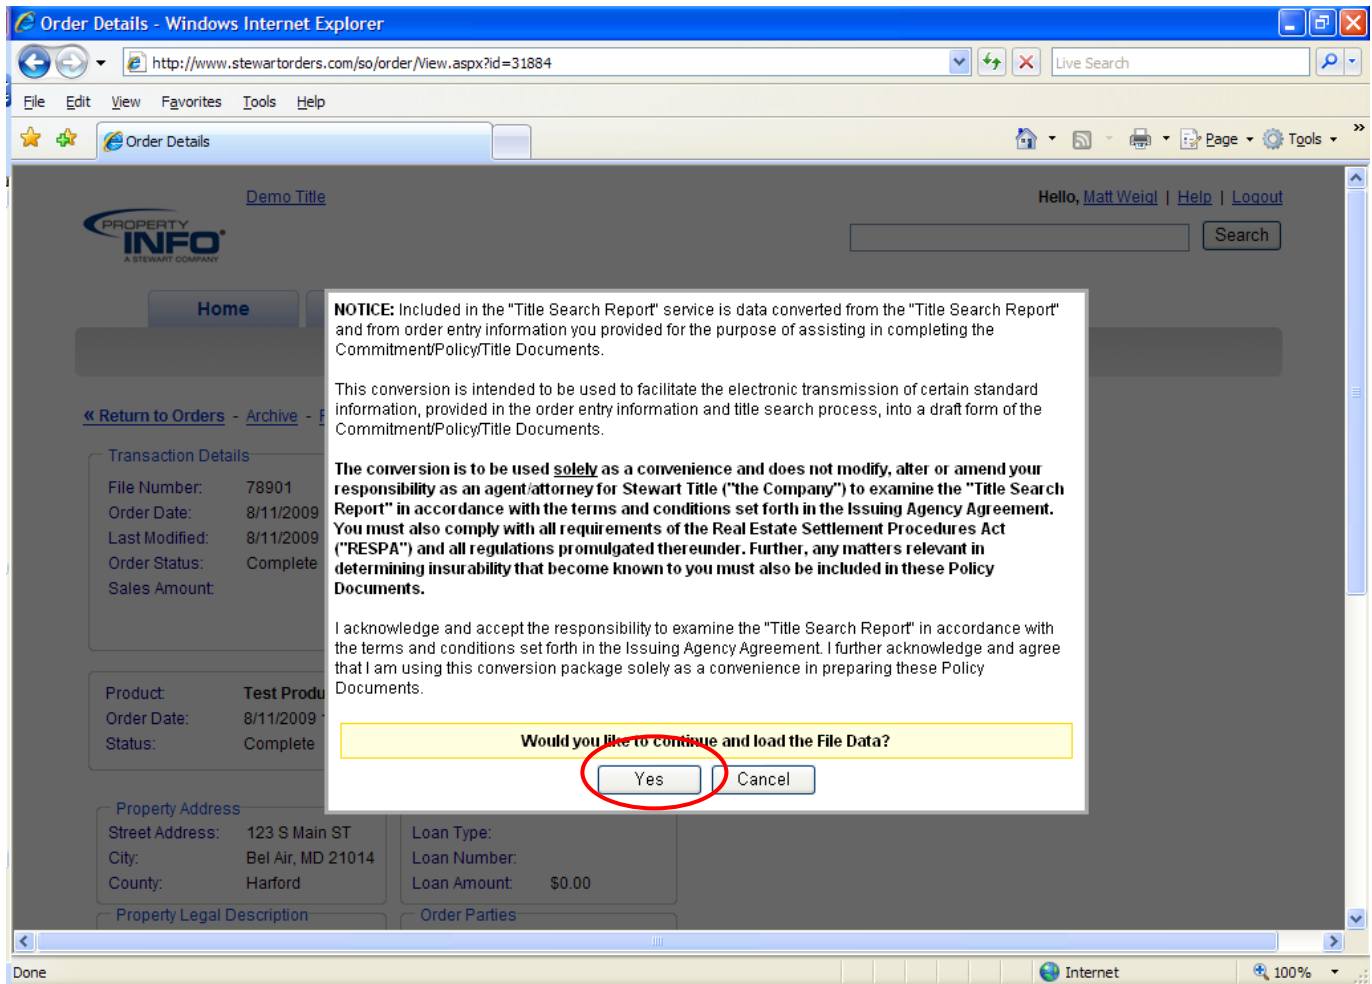 Order Details - Windows Internet Explorer
http://www.stewartorders.com/so/order/View.aspx?id=31884
Live Search
File Edit View Favorites Tools Help
Order Details
Page Tools »
Demo Title
Hello, Matt Weigl | Help | Logout
PROPERTY
INFO
A STEWART COMPANY
Search
Home
NOTICE: Included in the "Title Search Report" service is data converted from the "Title Search Report"
and from order entry information you provided for the purpose of assisting in completing the
Commitment/Policy/Title Documents.
This conversion is intended to be used to facilitate the electronic transmission of certain standard
information, provided in the order entry information and title search process, into a draft form of the
Commitment/Policy/Title Documents.
The conversion is to be used solely as a convenience and does not modify, alter or amend your
responsibility as an agent/attorney for Stewart Title ("the Company") to examine the "Title Search
Report" in accordance with the terms and conditions set forth in the Issuing Agency Agreement.
You must also comply with all requirements of the Real Estate Settlement Procedures Act
("RESPA") and all regulations promulgated thereunder. Further, any matters relevant in
determining insurability that become known to you must also be included in these Policy
Documents.
I acknowledge and accept the responsibility to examine the "Title Search Report" in accordance with
the terms and conditions set forth in the Issuing Agency Agreement. I further acknowledge and agree
that I am using this conversion package solely as a convenience in preparing these Policy
Documents.
Would you like to continue and load the File Data?
Yes Cancel
« Return to Orders - Archive -
Transaction Details
File Number: 78901
Order Date: 8/11/2009
Last Modified: 8/11/2009
Order Status: Complete
Sales Amount:
Product: Test Produ
Order Date: 8/11/2009
Status: Complete
Property Address
Street Address: 123 S Main ST
City: Bel Air, MD 21014
County: Harford
Loan Type:
Loan Number:
Loan Amount: $0.00
Property Legal Description
Order Parties
Done
Internet
100%